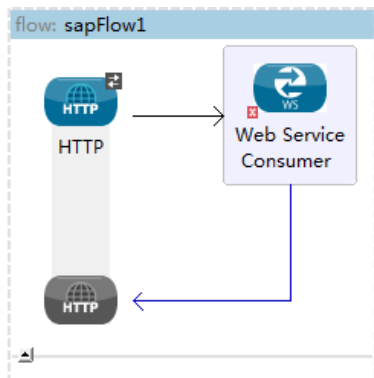 flow: sapFlow1
HTTP
WS
HTTP
Web Service
Consumer
HTTP